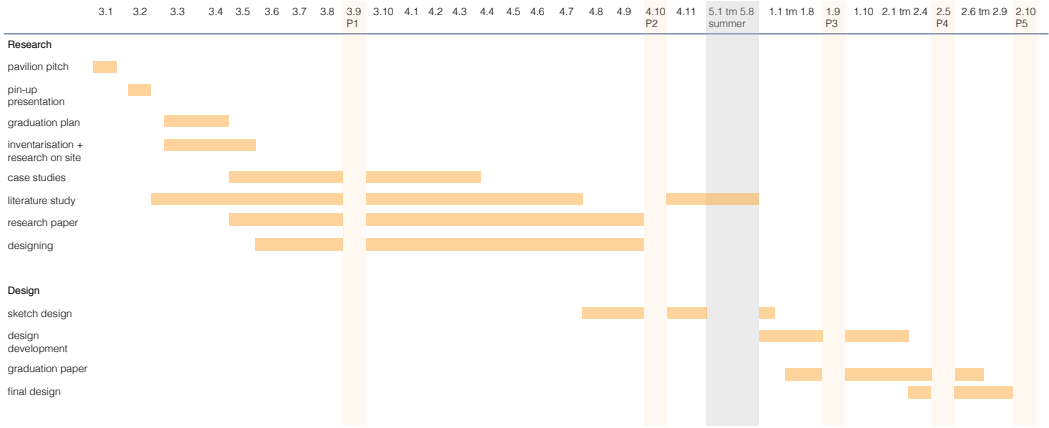 3.1 3.2 3.3 3.4 3.5 3.6 3.7 3.8 3.9 3.10 4.1 4.2 4.3 4.4 4.5 4.6 4.7 4.8 4.9 4.10 4.11 5.1 tm 5.8 1.1 tm 1.8 1.9 1.10 2.1 tm 2.4 2.5 2.6 tm 2.9 2.10
P1 P2 summer P3 P4 P5
Research
pavilion pitch
pin-up
presentation
graduation plan
inventarisation +
research on site
case studies
literature study
research paper
designing
Design
sketch design
design
development
graduation paper
final design